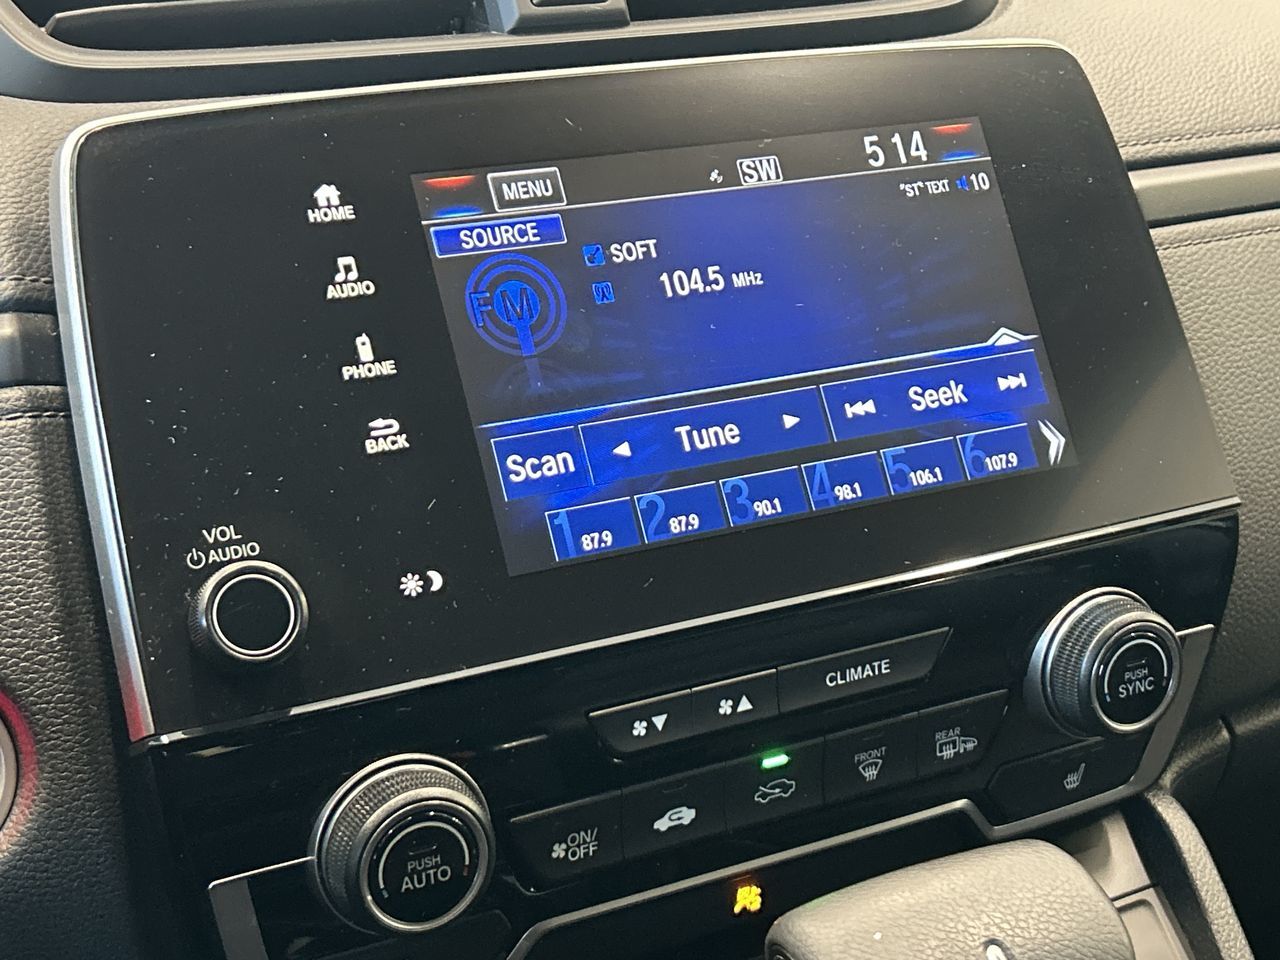 MENU
SW
5 14
HOME
SOURCE
"ST" TEXT 10
SOFT
AUDIO
FM
104.5 MHz
PHONE
BACK
Scan
Tune
Seek
1 87.9
2 87.9
3 90.1
4 98.1
5 106.1
6 107.9
VOL
AUDIO
CLIMATE
PUSH
SYNC
FRONT
REAR
ON/
OFF
PUSH
AUTO